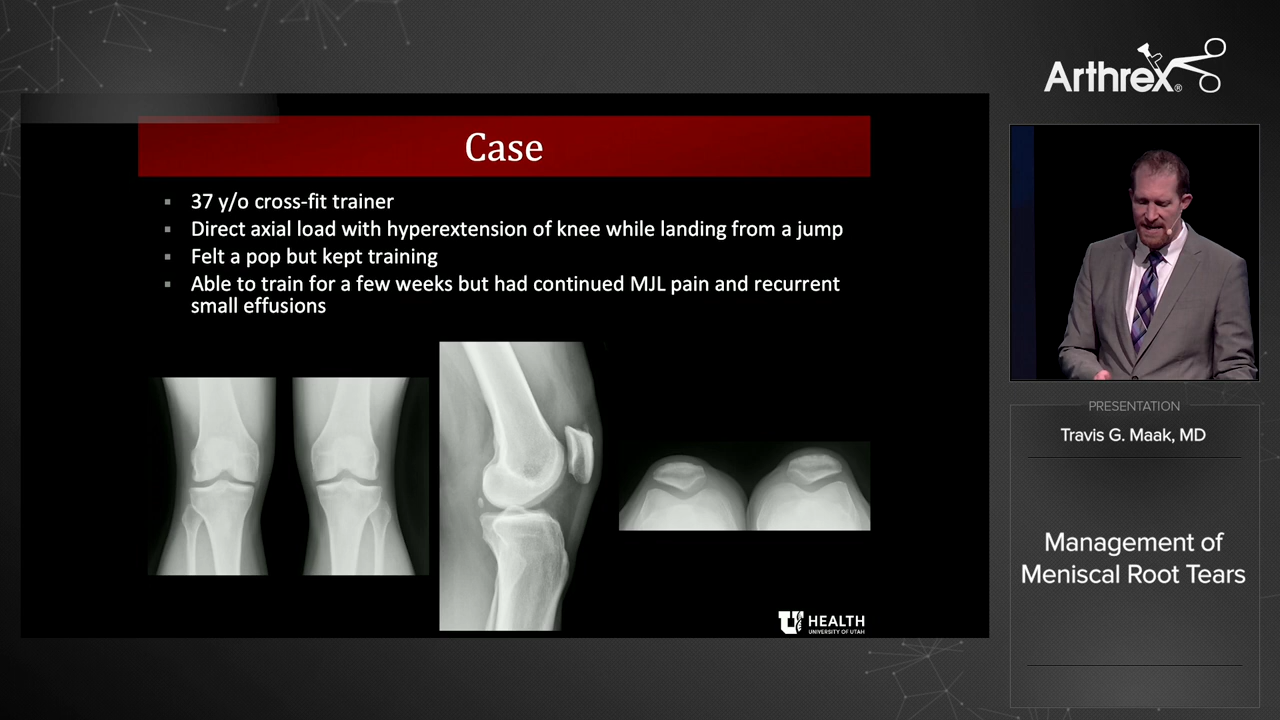 Arthrex®
Case
37 y/o cross-fit trainer
Direct axial load with hyperextension of knee while landing from a jump
Felt a pop but kept training
Able to train for a few weeks but had continued MJL pain and recurrent
small effusions
U HEALTH
UNIVERSITY OF UTAH
PRESENTATION
Travis G. Maak, MD
Management of
Meniscal Root Tears